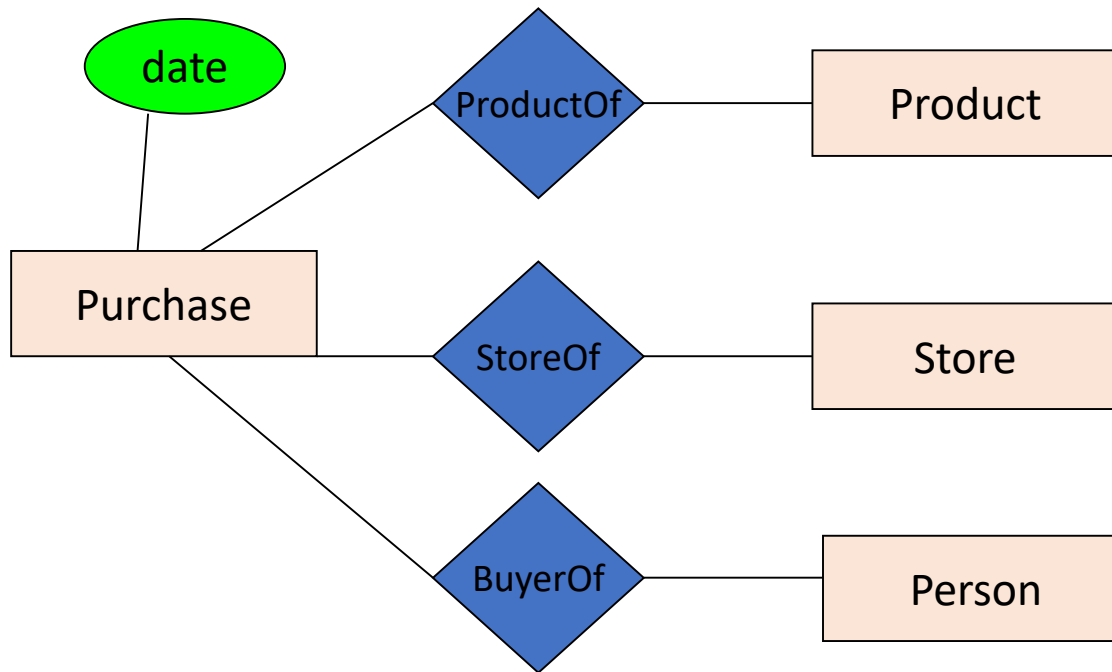 date
ProductOf
Product
Purchase
StoreOf
Store
BuyerOf
Person